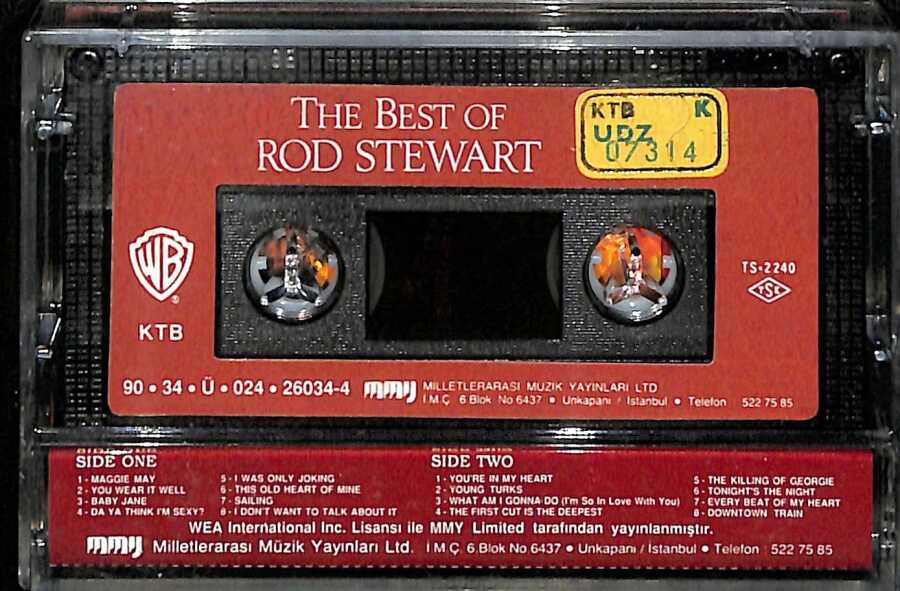 THE BEST OF
ROD STEWART
KTB K
UDZ
07314
WB
®
KTB
TS-2240
TSK
90 • 34 • Ü • 024 • 26034-4 mmy MİLLETLERARASI MÜZİK YAYINLARI LTD
İ.M.Ç 6.Blok No 6437 • Unkapanı / İstanbul • Telefon 522 75 85
SIDE ONE
1 - MAGGIE MAY
2 - YOU WEAR IT WELL
3 - BABY JANE
4 - DA YA THINK I'M SEXY?
5 - I WAS ONLY JOKING
6 - THIS OLD HEART OF MINE
7 - SAILING
8 - I DON'T WANT TO TALK ABOUT IT
SIDE TWO
1 - YOU'RE IN MY HEART
2 - YOUNG TURKS
3 - WHAT AM I GONNA DO (I'm So In Love With You)
4 - THE FIRST CUT IS THE DEEPEST
5 - THE KILLING OF GEORGIE
6 - TONIGHT'S THE NIGHT
7 - EVERY BEAT OF MY HEART
8 - DOWNTOWN TRAIN
WEA International Inc. Lisansı ile MMY Limited tarafından yayınlanmıştır.
mmy Milletlerarası Müzik Yayınları Ltd. İ M Ç 6.Blok No 6437 • Unkapanı / İstanbul • Telefon 522 75 85